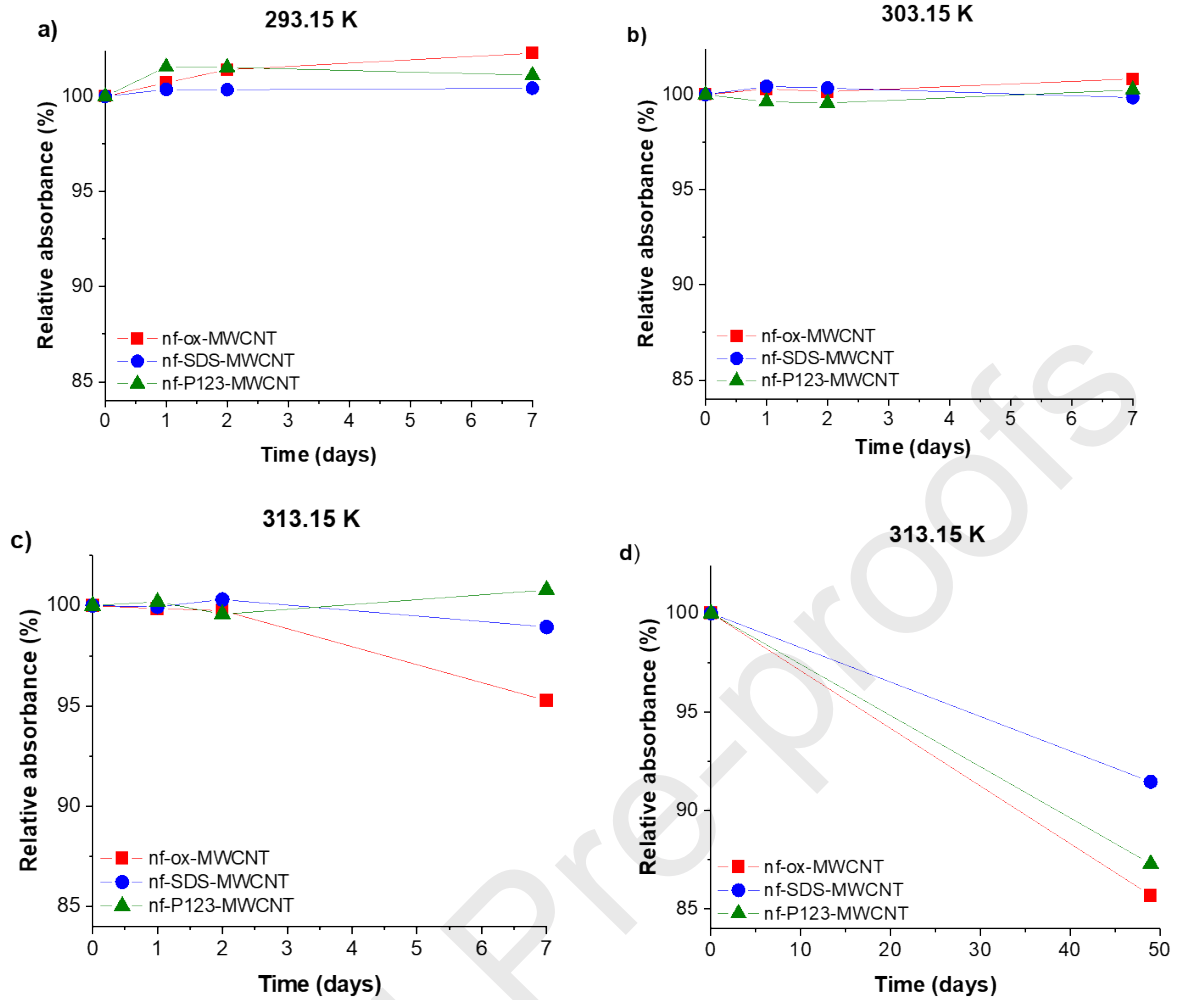 a)
293.15 K
Relative absorbance (%)
100
95
90
85
nf-ox-MWCNT
nf-SDS-MWCNT
nf-P123-MWCNT
0 1 2 3 4 5 6 7
Time (days)
b)
303.15 K
Relative absorbance (%)
100
95
90
85
nf-ox-MWCNT
nf-SDS-MWCNT
nf-P123-MWCNT
0 1 2 3 4 5 6 7
Time (days)
c)
313.15 K
Relative absorbance (%)
100
95
90
85
nf-ox-MWCNT
nf-SDS-MWCNT
nf-P123-MWCNT
0 1 2 3 4 5 6 7
Time (days)
d)
313.15 K
Relative absorbance (%)
100
95
90
85
nf-ox-MWCNT
nf-SDS-MWCNT
nf-P123-MWCNT
0 10 20 30 40 50
Time (days)
Pre-proofs